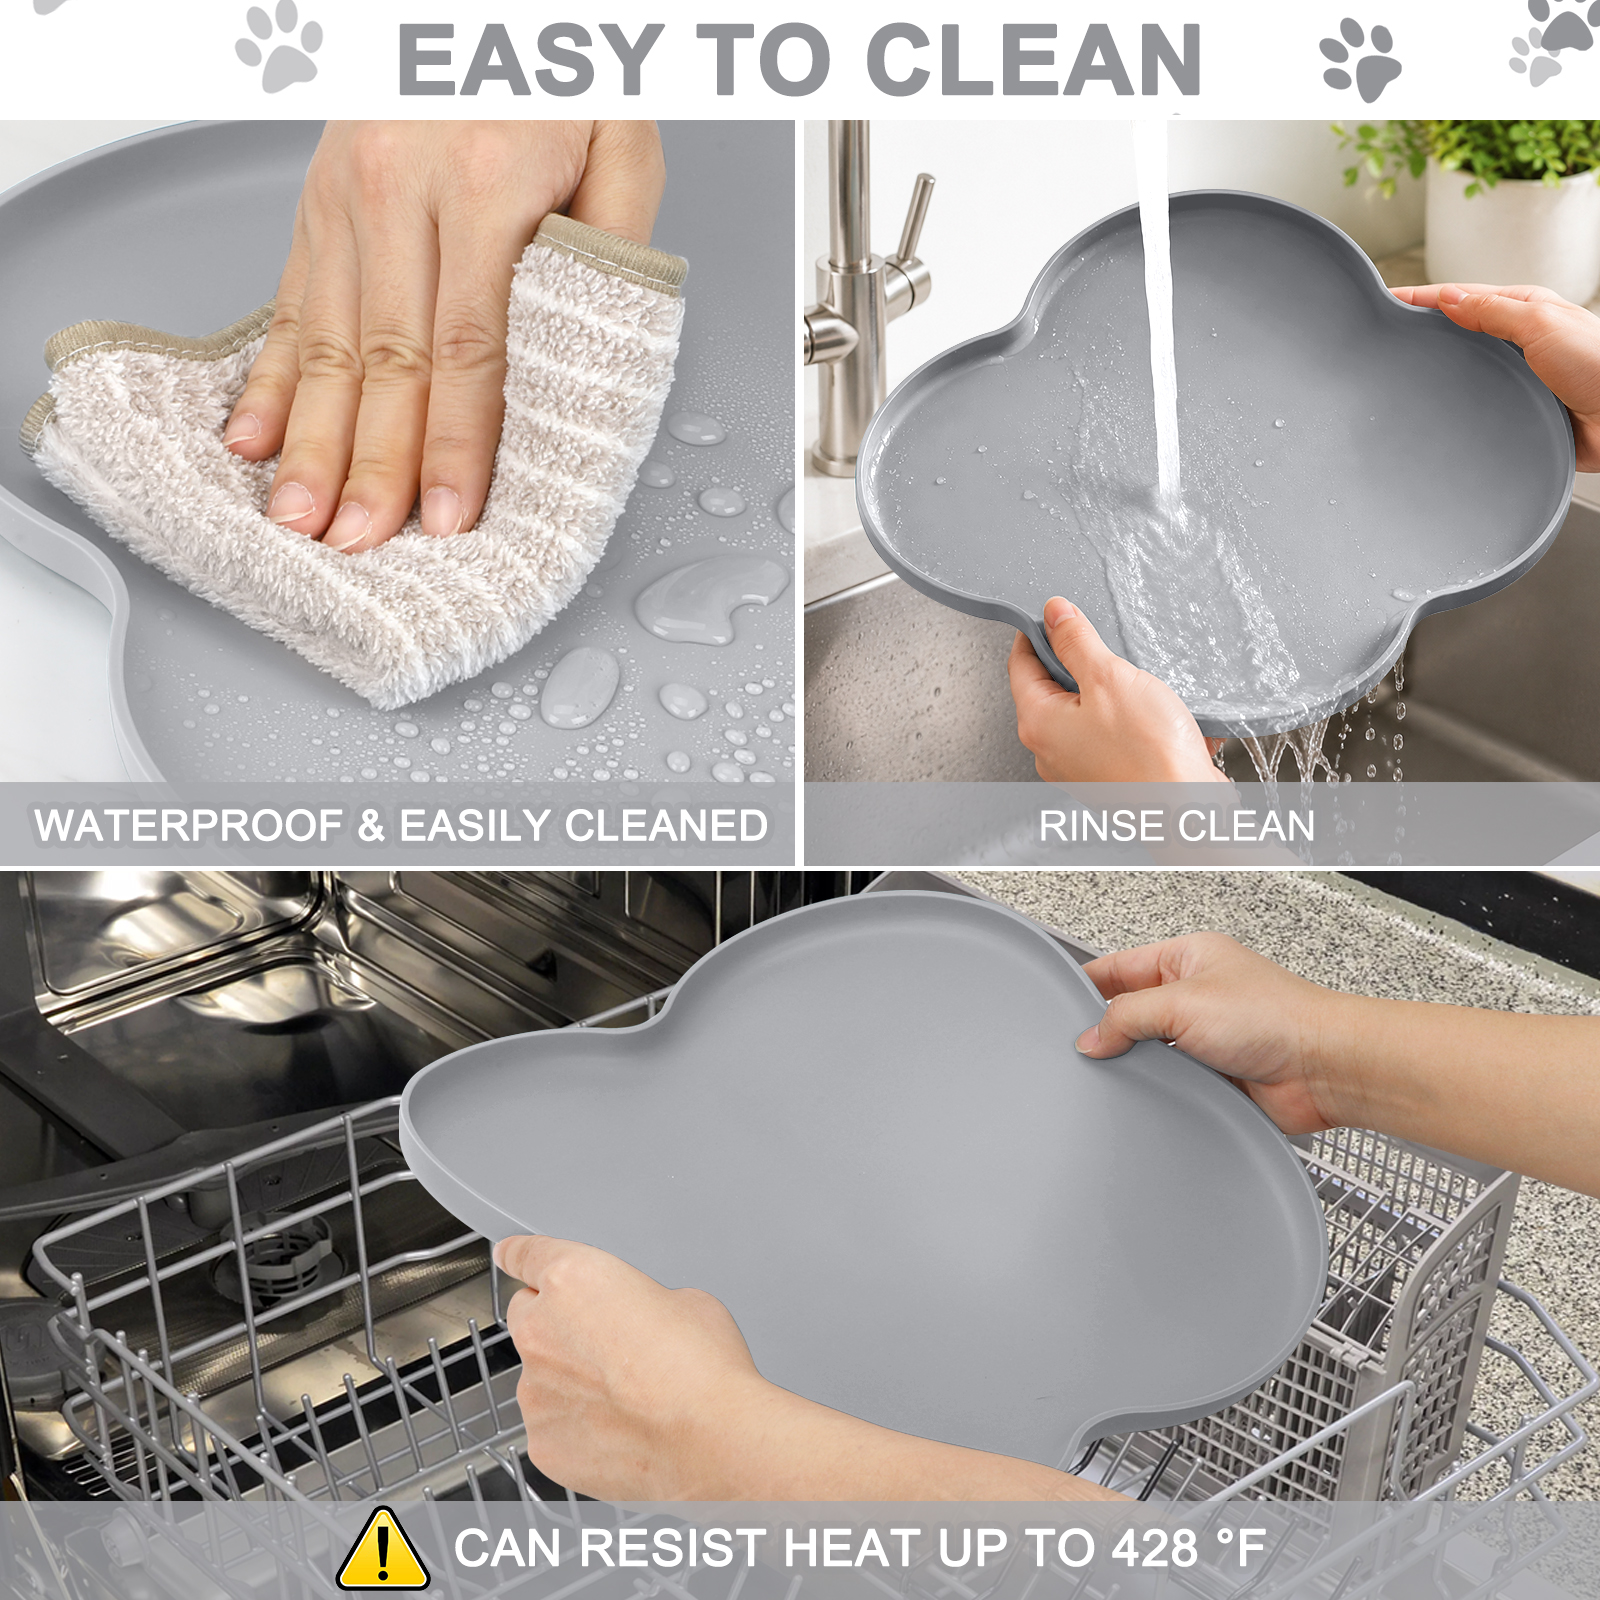 EASY TO CLEAN
WATERPROOF & EASILY CLEANED
RINSE CLEAN
CAN RESIST HEAT UP TO 428 °F